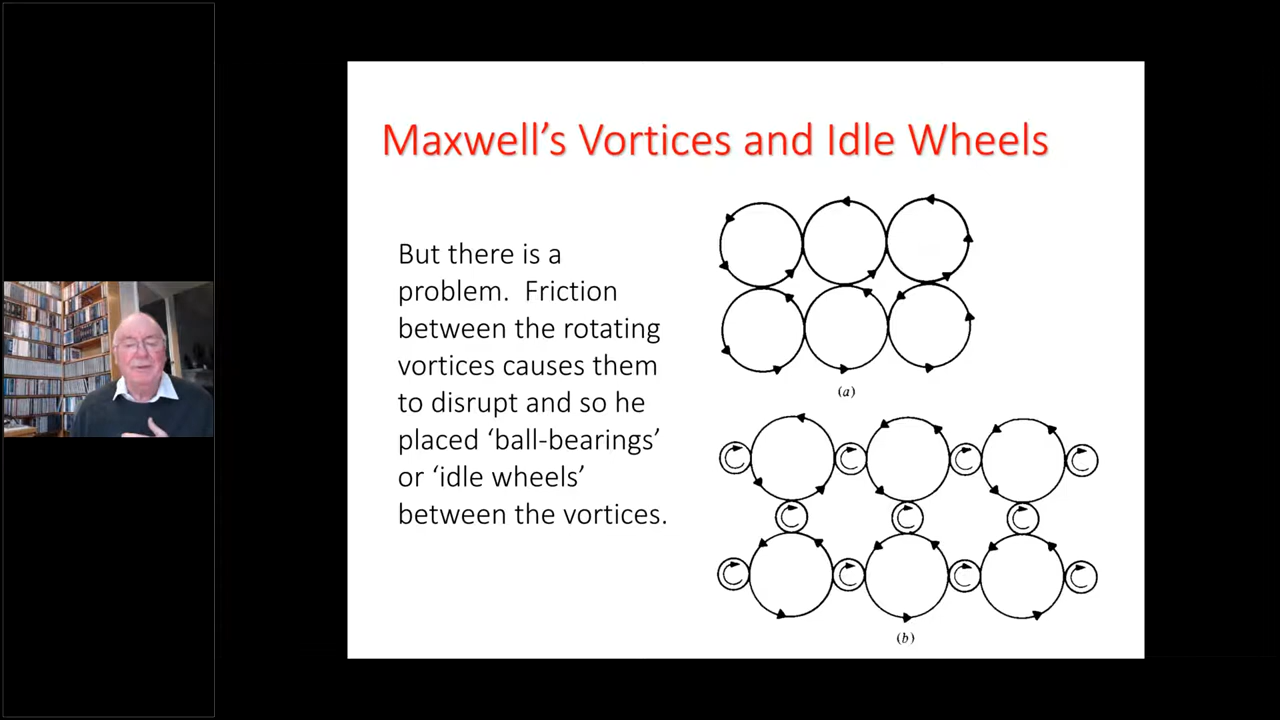 Maxwell’s Vortices and Idle Wheels
But there is a
problem.  Friction
between the rotating
vortices causes them
to disrupt and so he
placed ‘ball-bearings’
or ‘idle wheels’
between the vortices.
(a)
(b)